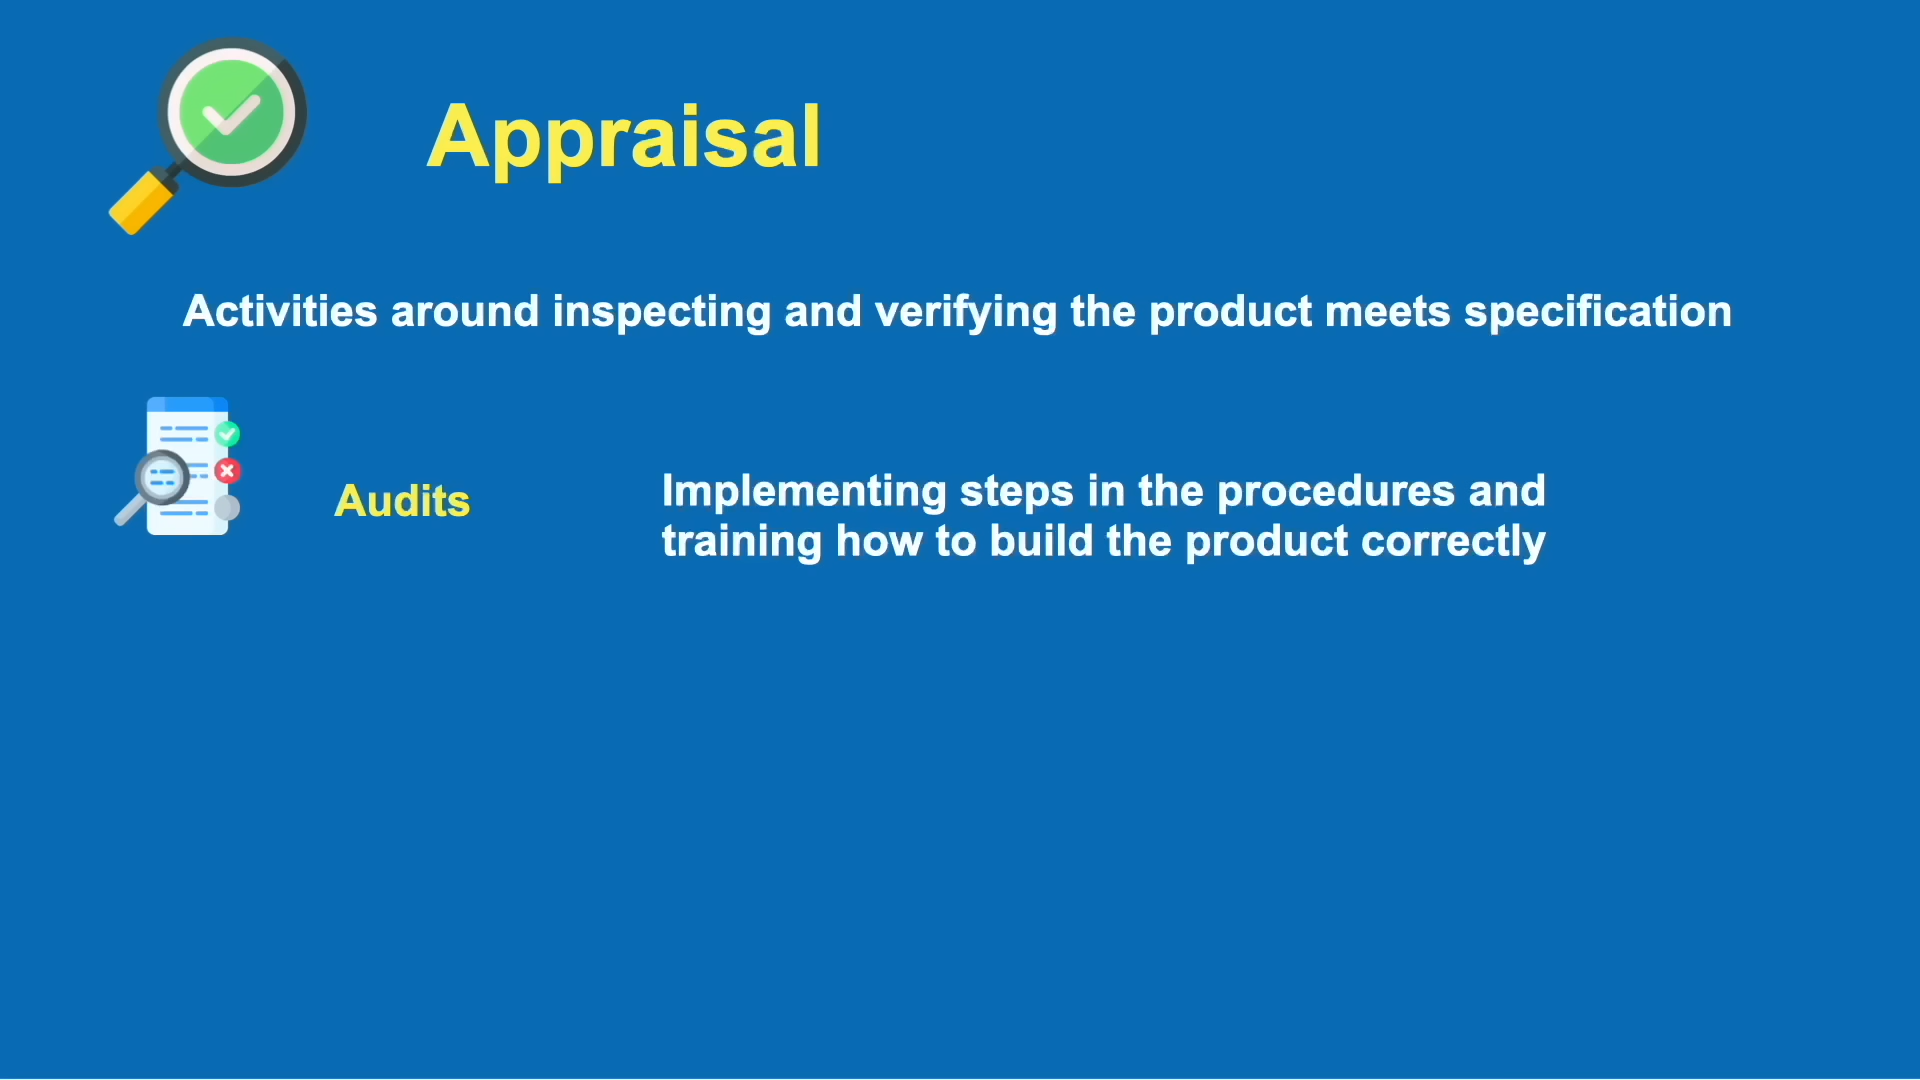 Appraisal
Activities around inspecting and verifying the product meets specification
Audits
Implementing steps in the procedures and
training how to build the product correctly